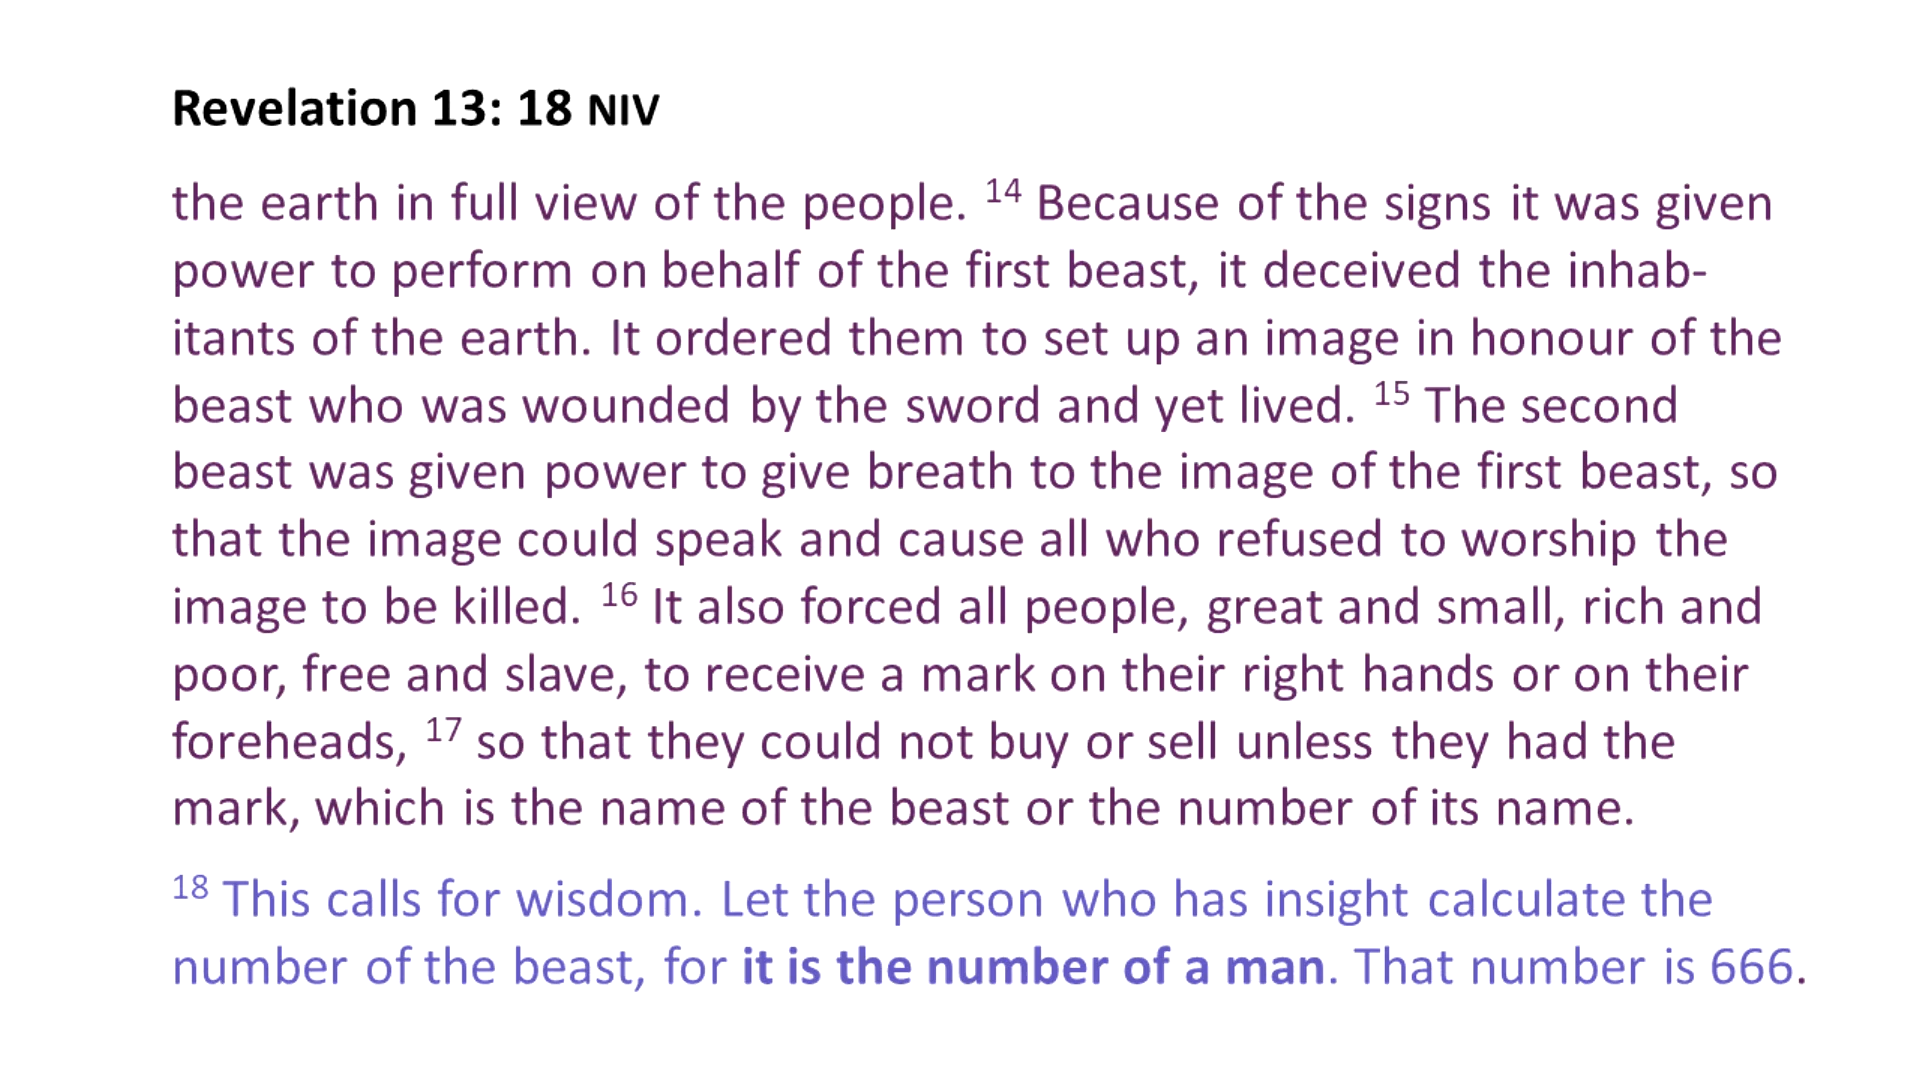 Revelation 13: 18 NIV
the earth in full view of the people. 14 Because of the signs it was given
power to perform on behalf of the first beast, it deceived the inhab-
itants of the earth. It ordered them to set up an image in honour of the
beast who was wounded by the sword and yet lived. 15 The second
beast was given power to give breath to the image of the first beast, so
that the image could speak and cause all who refused to worship the
image to be killed. 16 It also forced all people, great and small, rich and
poor, free and slave, to receive a mark on their right hands or on their
foreheads, 17 so that they could not buy or sell unless they had the
mark, which is the name of the beast or the number of its name.
18 This calls for wisdom. Let the person who has insight calculate the
number of the beast, for it is the number of a man. That number is 666.